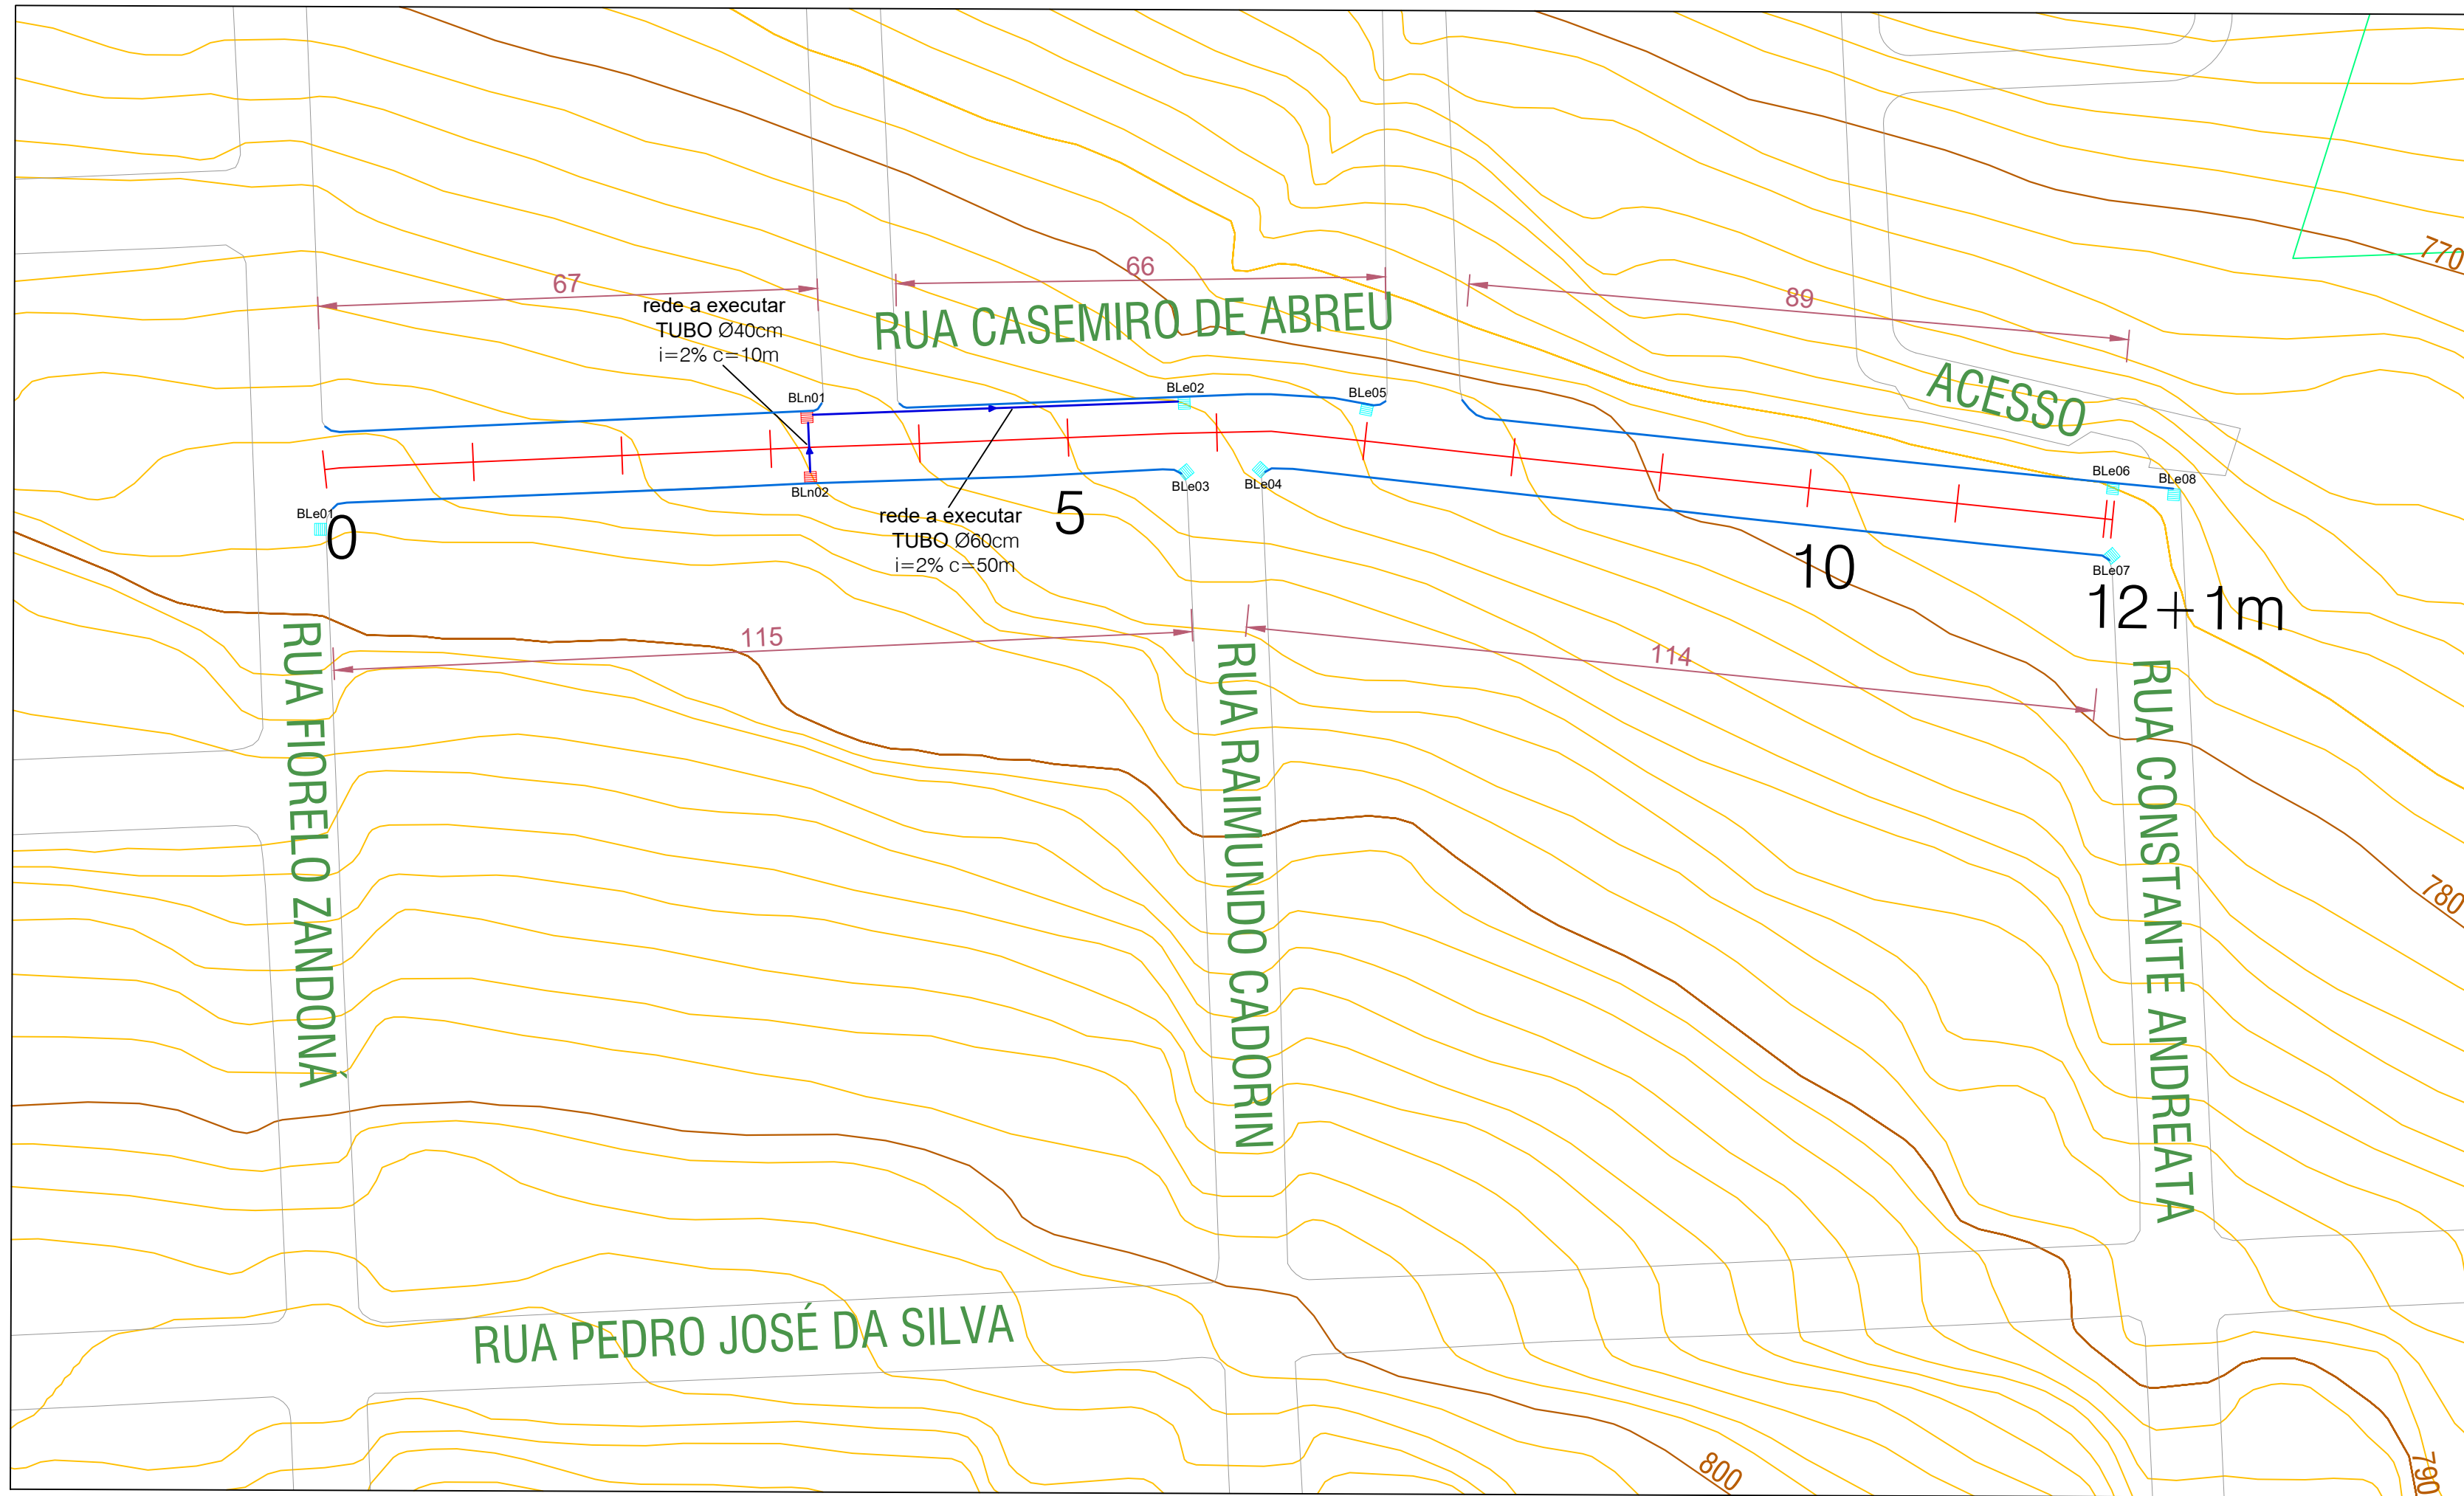 770
67
66
89
rede a executar
TUBO Ø40cm
i=2% c=10m
RUA CASEMIRO DE ABREU
ACESSO
BLn01
BLe02
BLe05
BLe01
0
BLn02
BLe03
BLe04
BLe06
BLe08
BLe07
5
10
12+1m
rede a executar
TUBO Ø60cm
i=2% c=50m
115
114
RUA FIORELO ZANDONÁ
RUA RAIMUNDO CADORIN
RUA CONSTANTE ANDREATA
780
RUA PEDRO JOSÉ DA SILVA
800
790